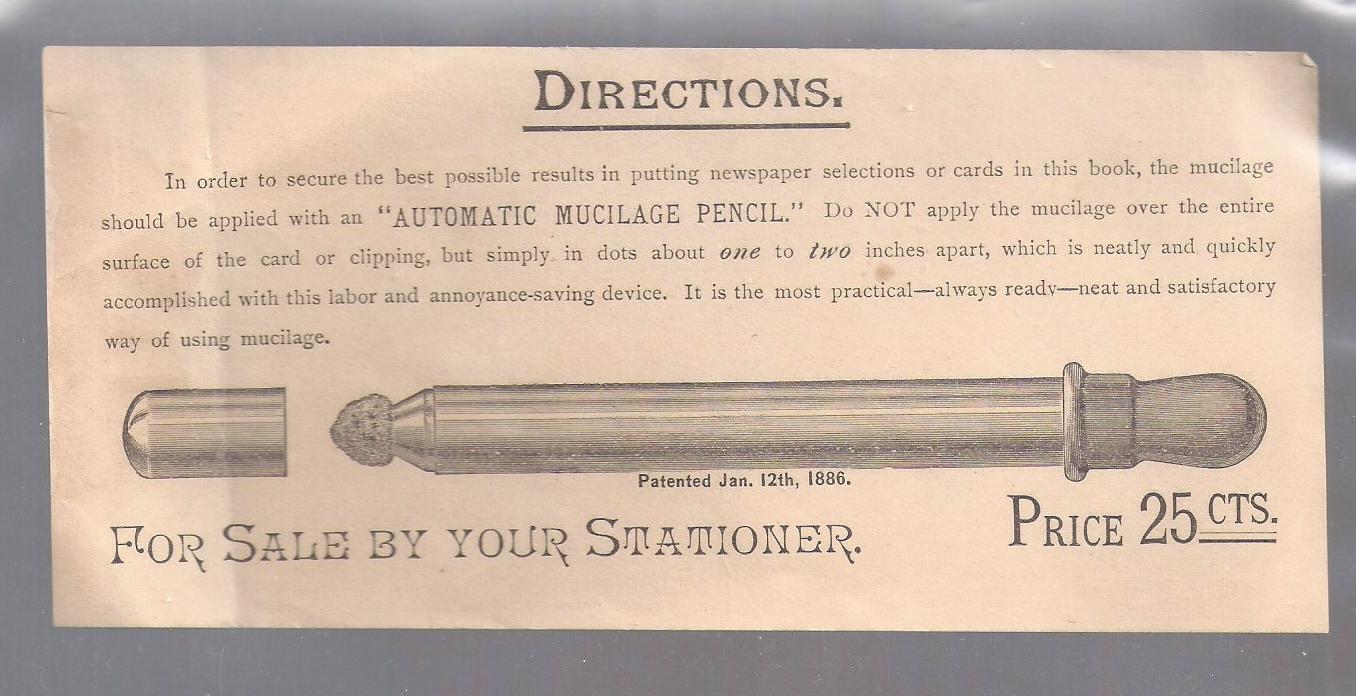 DIRECTIONS.
In order to secure the best possible results in putting newspaper selections or cards in this book, the mucilage
should be applied with an "AUTOMATIC MUCILAGE PENCIL." Do NOT apply the mucilage over the entire
surface of the card or clipping, but simply in dots about one to two inches apart, which is neatly and quickly
accomplished with this labor and annoyance-saving device. It is the most practical—always ready—neat and satisfactory
way of using mucilage.
Patented Jan. 12th, 1886.
FOR SALE BY YOUR STATIONER.
PRICE 25 CTS.